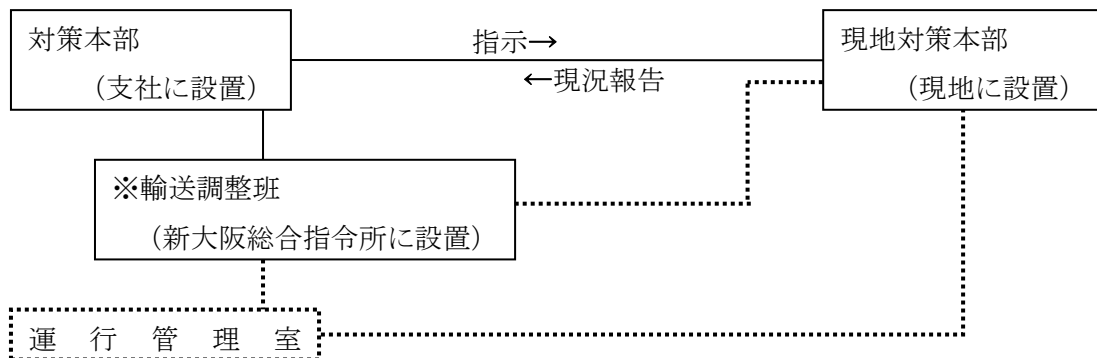 対策本部
（支社に設置）
指示→
←現況報告
現地対策本部
（現地に設置）
※輸送調整班
（新大阪総合指令所に設置）
運行管理室